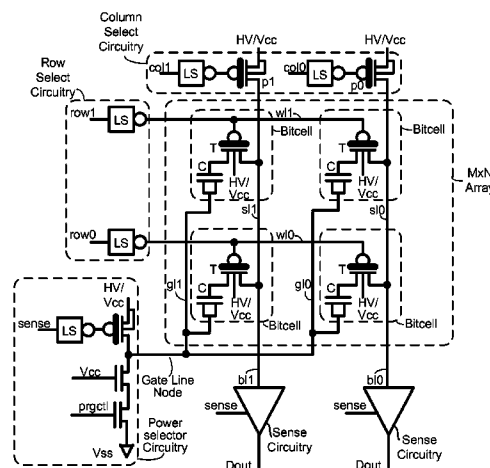 Column
Select
Circuitry
HV/Vcc
HV/Vcc
col1
LS
p1
col0
LS
p0
Row
Select
Circuitry
row1
LS
wl1
Bitcell
Bitcell
T
T
C
C
HV/
Vcc
HV/
Vcc
MxN
Array
sl1
sl0
row0
LS
wl0
gl1
gl0
T
T
C
C
HV/
Vcc
HV/
Vcc
Bitcell
Bitcell
HV/
Vcc
sense
LS
Vcc
Gate Line
Node
prgctl
Vss
Power
selector
Circuitry
bl1
bl0
sense
Sense
Circuitry
sense
Sense
Circuitry
Dout
Dout